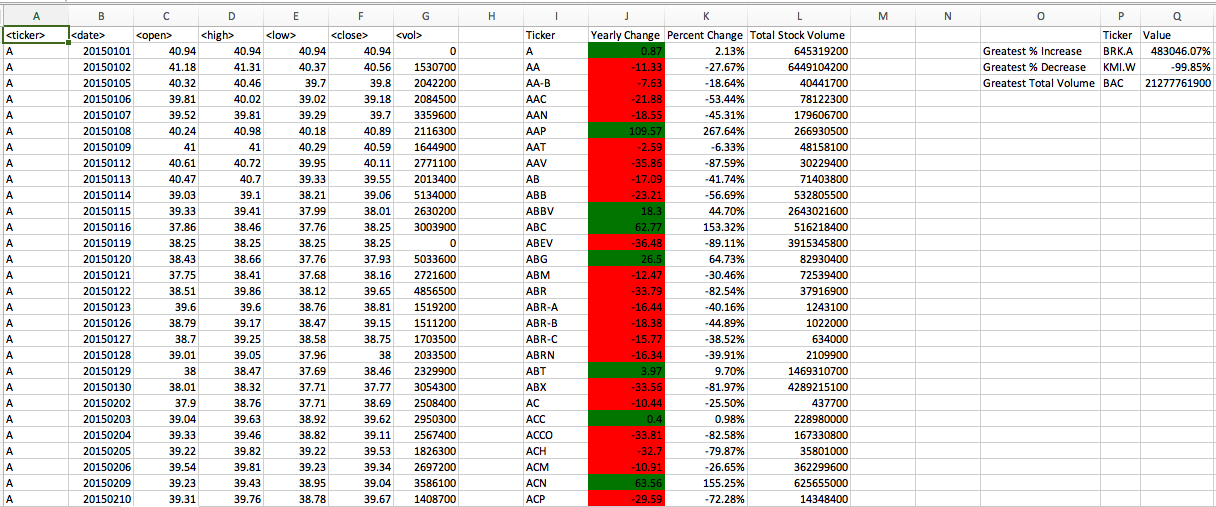 A B C D E F G H I J K L M N O P Q
<ticker> <date> <open> <high> <low> <close> <vol> Ticker Yearly Change Percent Change Total Stock Volume Ticker Value
A 20150101 40.94 40.94 40.94 40.94 0 A 0.87 2.13% 645319200 Greatest % Increase BRK.A 483046.07%
A 20150102 41.18 41.31 40.37 40.56 1530700 AA -11.33 -27.67% 6449104200 Greatest % Decrease KMI.W -99.85%
A 20150105 40.32 40.46 39.7 39.8 2042200 AA-B -7.63 -18.64% 40441700 Greatest Total Volume BAC 21277761900
A 20150106 39.81 40.02 39.02 39.18 2084500 AAC -21.88 -53.44% 78122300
A 20150107 39.52 39.81 39.29 39.7 3359600 AAN -18.55 -45.31% 179606700
A 20150108 40.24 40.98 40.18 40.89 2116300 AAP 109.57 267.64% 266930500
A 20150109 41 41 40.29 40.59 1644900 AAT -2.59 -6.33% 48158100
A 20150112 40.61 40.72 39.95 40.11 2771100 AAV -35.86 -87.59% 30229400
A 20150113 40.47 40.7 39.33 39.55 2013400 AB -17.09 -41.74% 71403800
A 20150114 39.03 39.1 38.21 39.06 5134000 ABB -23.21 -56.69% 532805500
A 20150115 39.33 39.41 37.99 38.01 2630200 ABBV 18.3 44.70% 2643021600
A 20150116 37.86 38.46 37.76 38.25 3003900 ABC 62.77 153.32% 516218400
A 20150119 38.25 38.25 38.25 38.25 0 ABEV -36.48 -89.11% 3915345800
A 20150120 38.43 38.66 37.76 37.93 5033600 ABG 26.5 64.73% 82930400
A 20150121 37.75 38.41 37.68 38.16 2721600 ABM -12.47 -30.46% 72539400
A 20150122 38.51 39.86 38.12 39.65 4856500 ABR -33.79 -82.54% 37916900
A 20150123 39.6 39.6 38.76 38.81 1519200 ABR-A -16.44 -40.16% 1243100
A 20150126 38.79 39.17 38.47 39.15 1511200 ABR-B -18.38 -44.89% 1022000
A 20150127 38.7 39.25 38.58 38.75 1703500 ABR-C -15.77 -38.52% 634000
A 20150128 39.01 39.05 37.96 38 2033500 ABRN -16.34 -39.91% 2109900
A 20150129 38 38.47 37.69 38.46 2329900 ABT 3.97 9.70% 1469310700
A 20150130 38.01 38.32 37.71 37.77 3054300 ABX -33.56 -81.97% 4289215100
A 20150202 37.9 38.76 37.71 38.69 2508400 AC -10.44 -25.50% 437700
A 20150203 39.04 39.63 38.92 39.62 2950300 ACC 0.4 0.98% 228980000
A 20150204 39.33 39.46 38.82 39.11 2567400 ACCO -33.81 -82.58% 167330800
A 20150205 39.22 39.82 39.22 39.53 1826300 ACH -32.7 -79.87% 35801000
A 20150206 39.54 39.81 39.23 39.34 2697200 ACM -10.91 -26.65% 362299600
A 20150209 39.23 39.43 38.95 39.04 3586100 ACN 63.56 155.25% 625655000
A 20150210 39.31 39.76 38.78 39.67 1408700 ACP -29.59 -72.28% 14348400